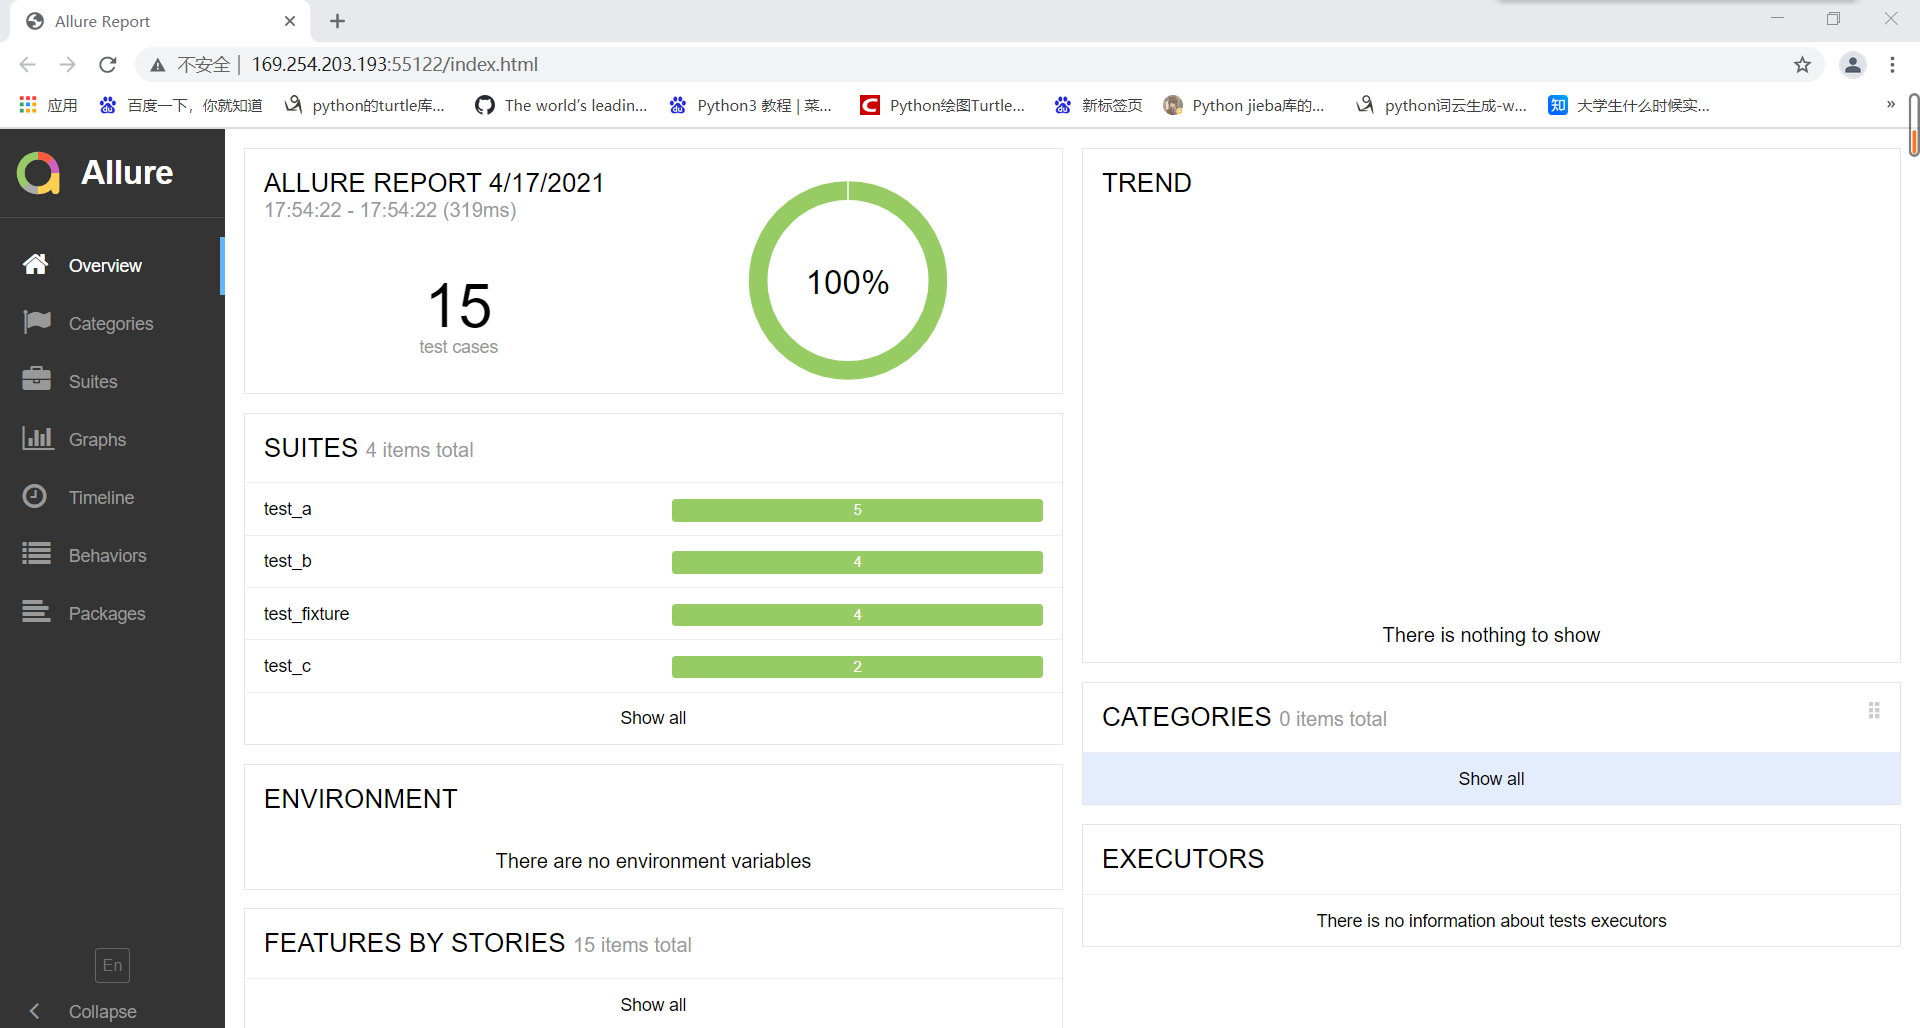 Allure Report
不安全 | 169.254.203.193:55122/index.html
应用 百度一下，你就知道 python的turtle库... The world's leadin... Python3 教程 | 菜... Python绘图Turtle... 新标签页 Python jieba库的... python词云生成-w... 知 大学生什么时候实... »
Allure
Overview
Categories
Suites
Graphs
Timeline
Behaviors
Packages
En
Collapse
ALLURE REPORT 4/17/2021
17:54:22 - 17:54:22 (319ms)
15
test cases
100%
SUITES 4 items total
test_a 5
test_b 4
test_fixture 4
test_c 2
Show all
ENVIRONMENT
There are no environment variables
FEATURES BY STORIES 15 items total
Show all
TREND
There is nothing to show
CATEGORIES 0 items total
Show all
EXECUTORS
There is no information about tests executors